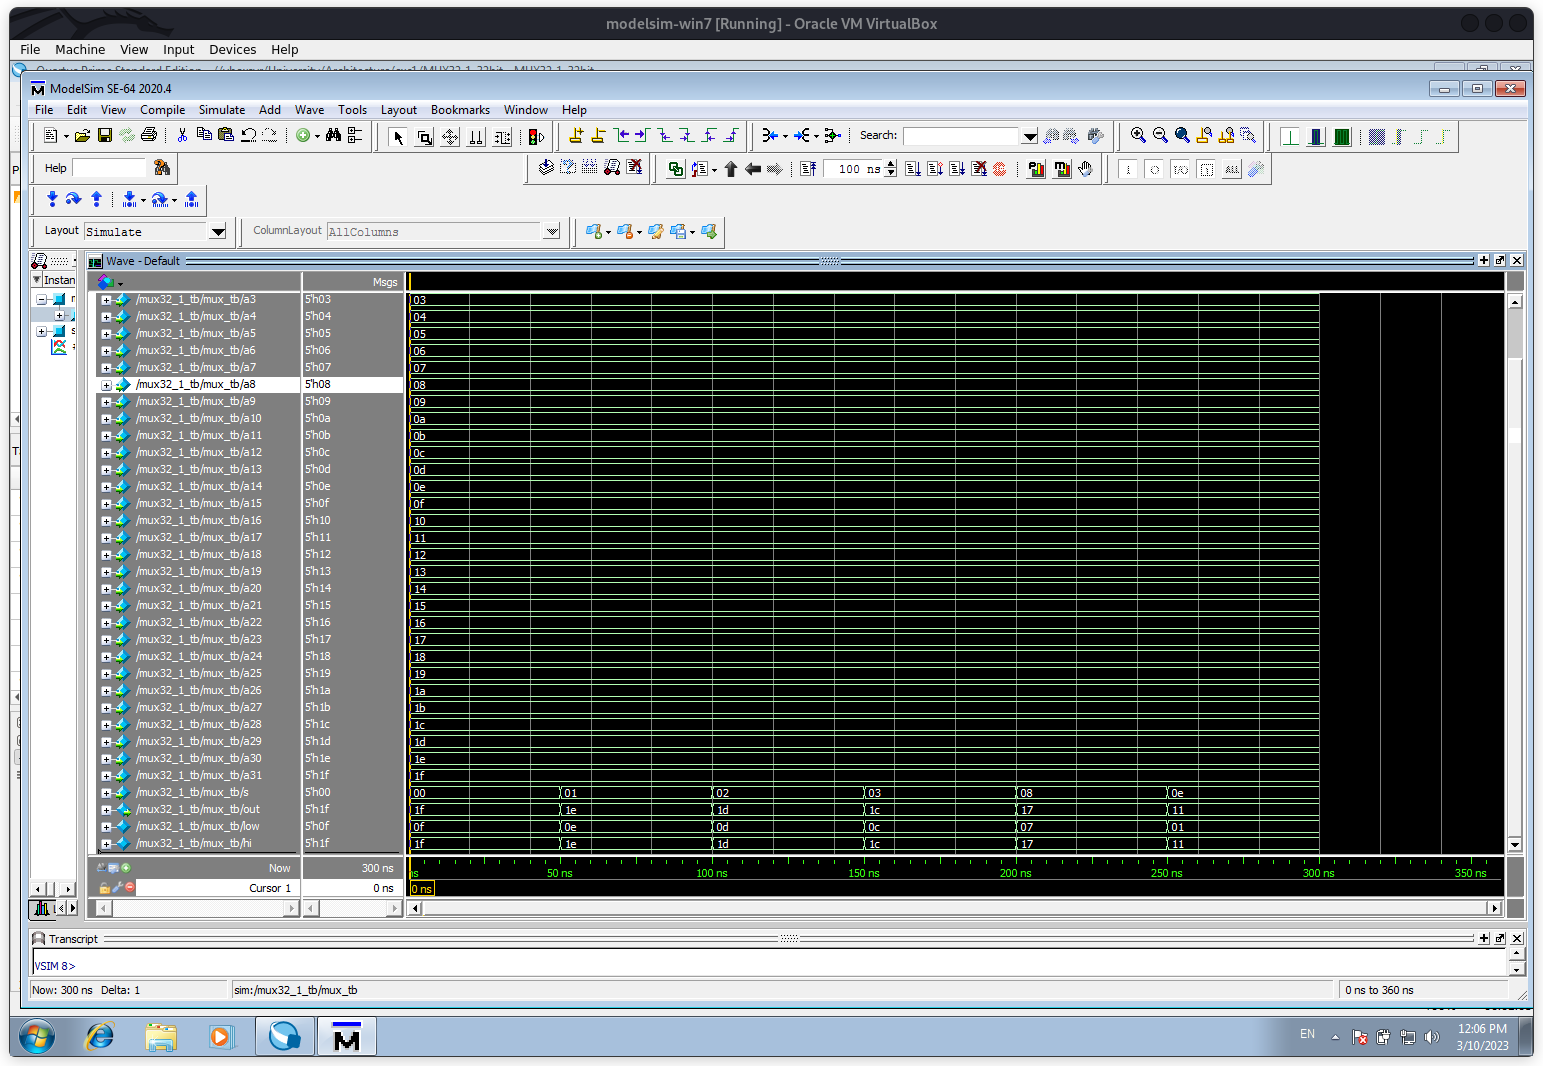 modelsim-win7 [Running] - Oracle VM VirtualBox
File Machine View Input Devices Help
ModelSim SE-64 2020.4
File Edit View Compile Simulate Add Wave Tools Layout Bookmarks Window Help
Search:
Help
100 ns
Layout Simulate
ColumnLayout AllColumns
Instan
Wave - Default
Msgs
/mux32_1_tb/mux_tb/a3 5'h03 03
/mux32_1_tb/mux_tb/a4 5'h04 04
/mux32_1_tb/mux_tb/a5 5'h05 05
/mux32_1_tb/mux_tb/a6 5'h06 06
/mux32_1_tb/mux_tb/a7 5'h07 07
/mux32_1_tb/mux_tb/a8 5'h08 08
/mux32_1_tb/mux_tb/a9 5'h09 09
/mux32_1_tb/mux_tb/a10 5'h0a 0a
/mux32_1_tb/mux_tb/a11 5'h0b 0b
/mux32_1_tb/mux_tb/a12 5'h0c 0c
/mux32_1_tb/mux_tb/a13 5'h0d 0d
/mux32_1_tb/mux_tb/a14 5'h0e 0e
/mux32_1_tb/mux_tb/a15 5'h0f 0f
/mux32_1_tb/mux_tb/a16 5'h10 10
/mux32_1_tb/mux_tb/a17 5'h11 11
/mux32_1_tb/mux_tb/a18 5'h12 12
/mux32_1_tb/mux_tb/a19 5'h13 13
/mux32_1_tb/mux_tb/a20 5'h14 14
/mux32_1_tb/mux_tb/a21 5'h15 15
/mux32_1_tb/mux_tb/a22 5'h16 16
/mux32_1_tb/mux_tb/a23 5'h17 17
/mux32_1_tb/mux_tb/a24 5'h18 18
/mux32_1_tb/mux_tb/a25 5'h19 19
/mux32_1_tb/mux_tb/a26 5'h1a 1a
/mux32_1_tb/mux_tb/a27 5'h1b 1b
/mux32_1_tb/mux_tb/a28 5'h1c 1c
/mux32_1_tb/mux_tb/a29 5'h1d 1d
/mux32_1_tb/mux_tb/a30 5'h1e 1e
/mux32_1_tb/mux_tb/a31 5'h1f 1f
/mux32_1_tb/mux_tb/s 5'h00 00 01 02 03 08 0e
/mux32_1_tb/mux_tb/out 5'h1f 1f 1e 1d 1c 17 11
/mux32_1_tb/mux_tb/low 5'h0f 0f 0e 0d 0c 07 01
/mux32_1_tb/mux_tb/hi 5'h1f 1f 1e 1d 1c 17 11
Now 300 ns ns 50 ns 100 ns 150 ns 200 ns 250 ns 300 ns 350 ns
Cursor 1 0 ns 0 ns
Transcript
VSIM 8>
Now: 300 ns Delta: 1 sim:/mux32_1_tb/mux_tb 0 ns to 360 ns
EN 12:06 PM
3/10/2023